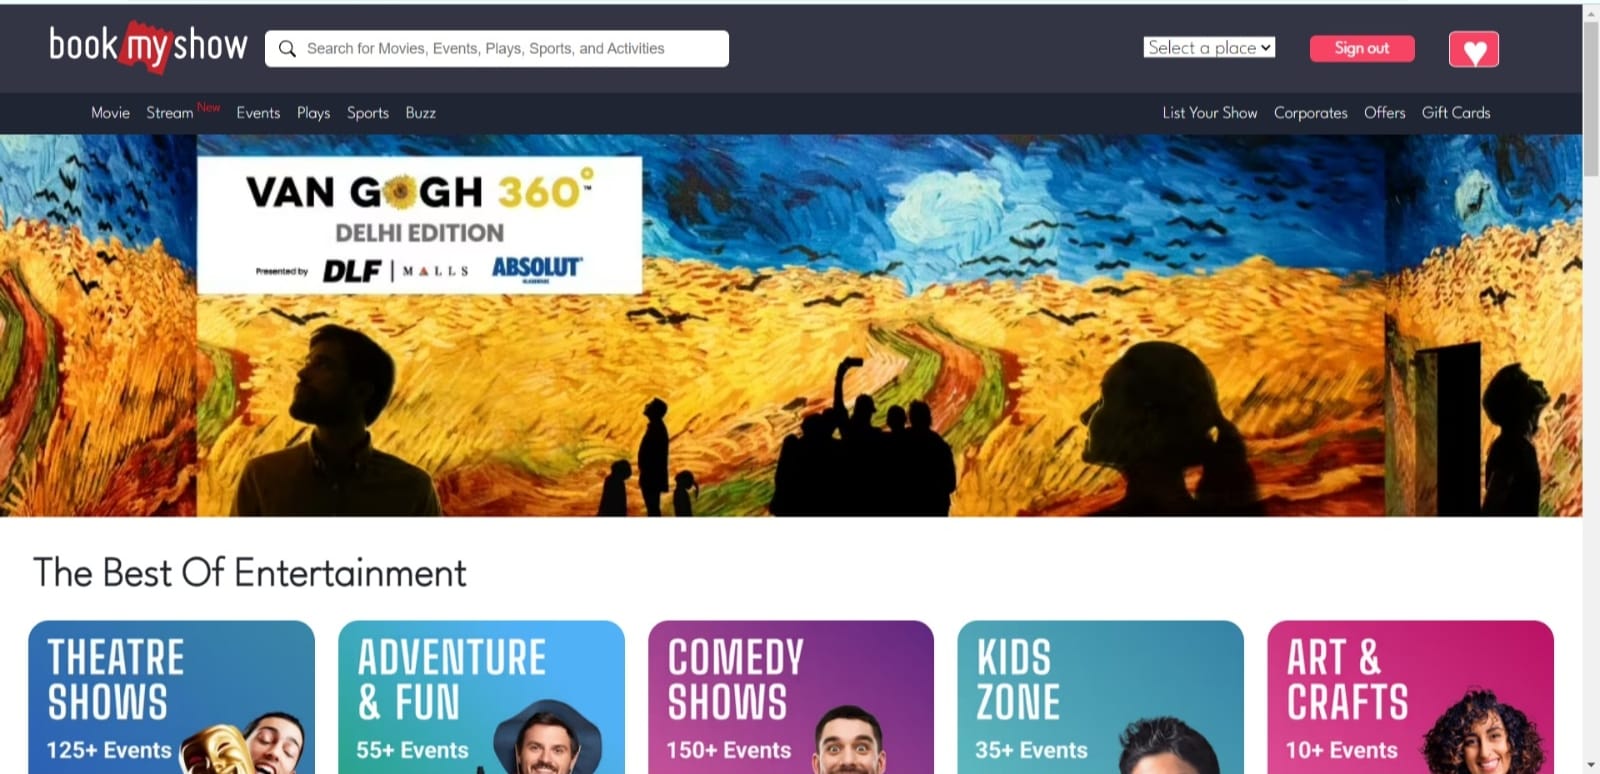 bookmyshow
Search for Movies, Events, Plays, Sports, and Activities
Select a place
Sign out
Movie Stream New Events Plays Sports Buzz
List Your Show Corporates Offers Gift Cards
VAN GOGH 360°™
DELHI EDITION
Presented by DLF | MALLS ABSOLUT
GLASSWARE
The Best Of Entertainment
THEATRE
SHOWS
125+ Events
ADVENTURE
& FUN
55+ Events
COMEDY
SHOWS
150+ Events
KIDS
ZONE
35+ Events
ART &
CRAFTS
10+ Events